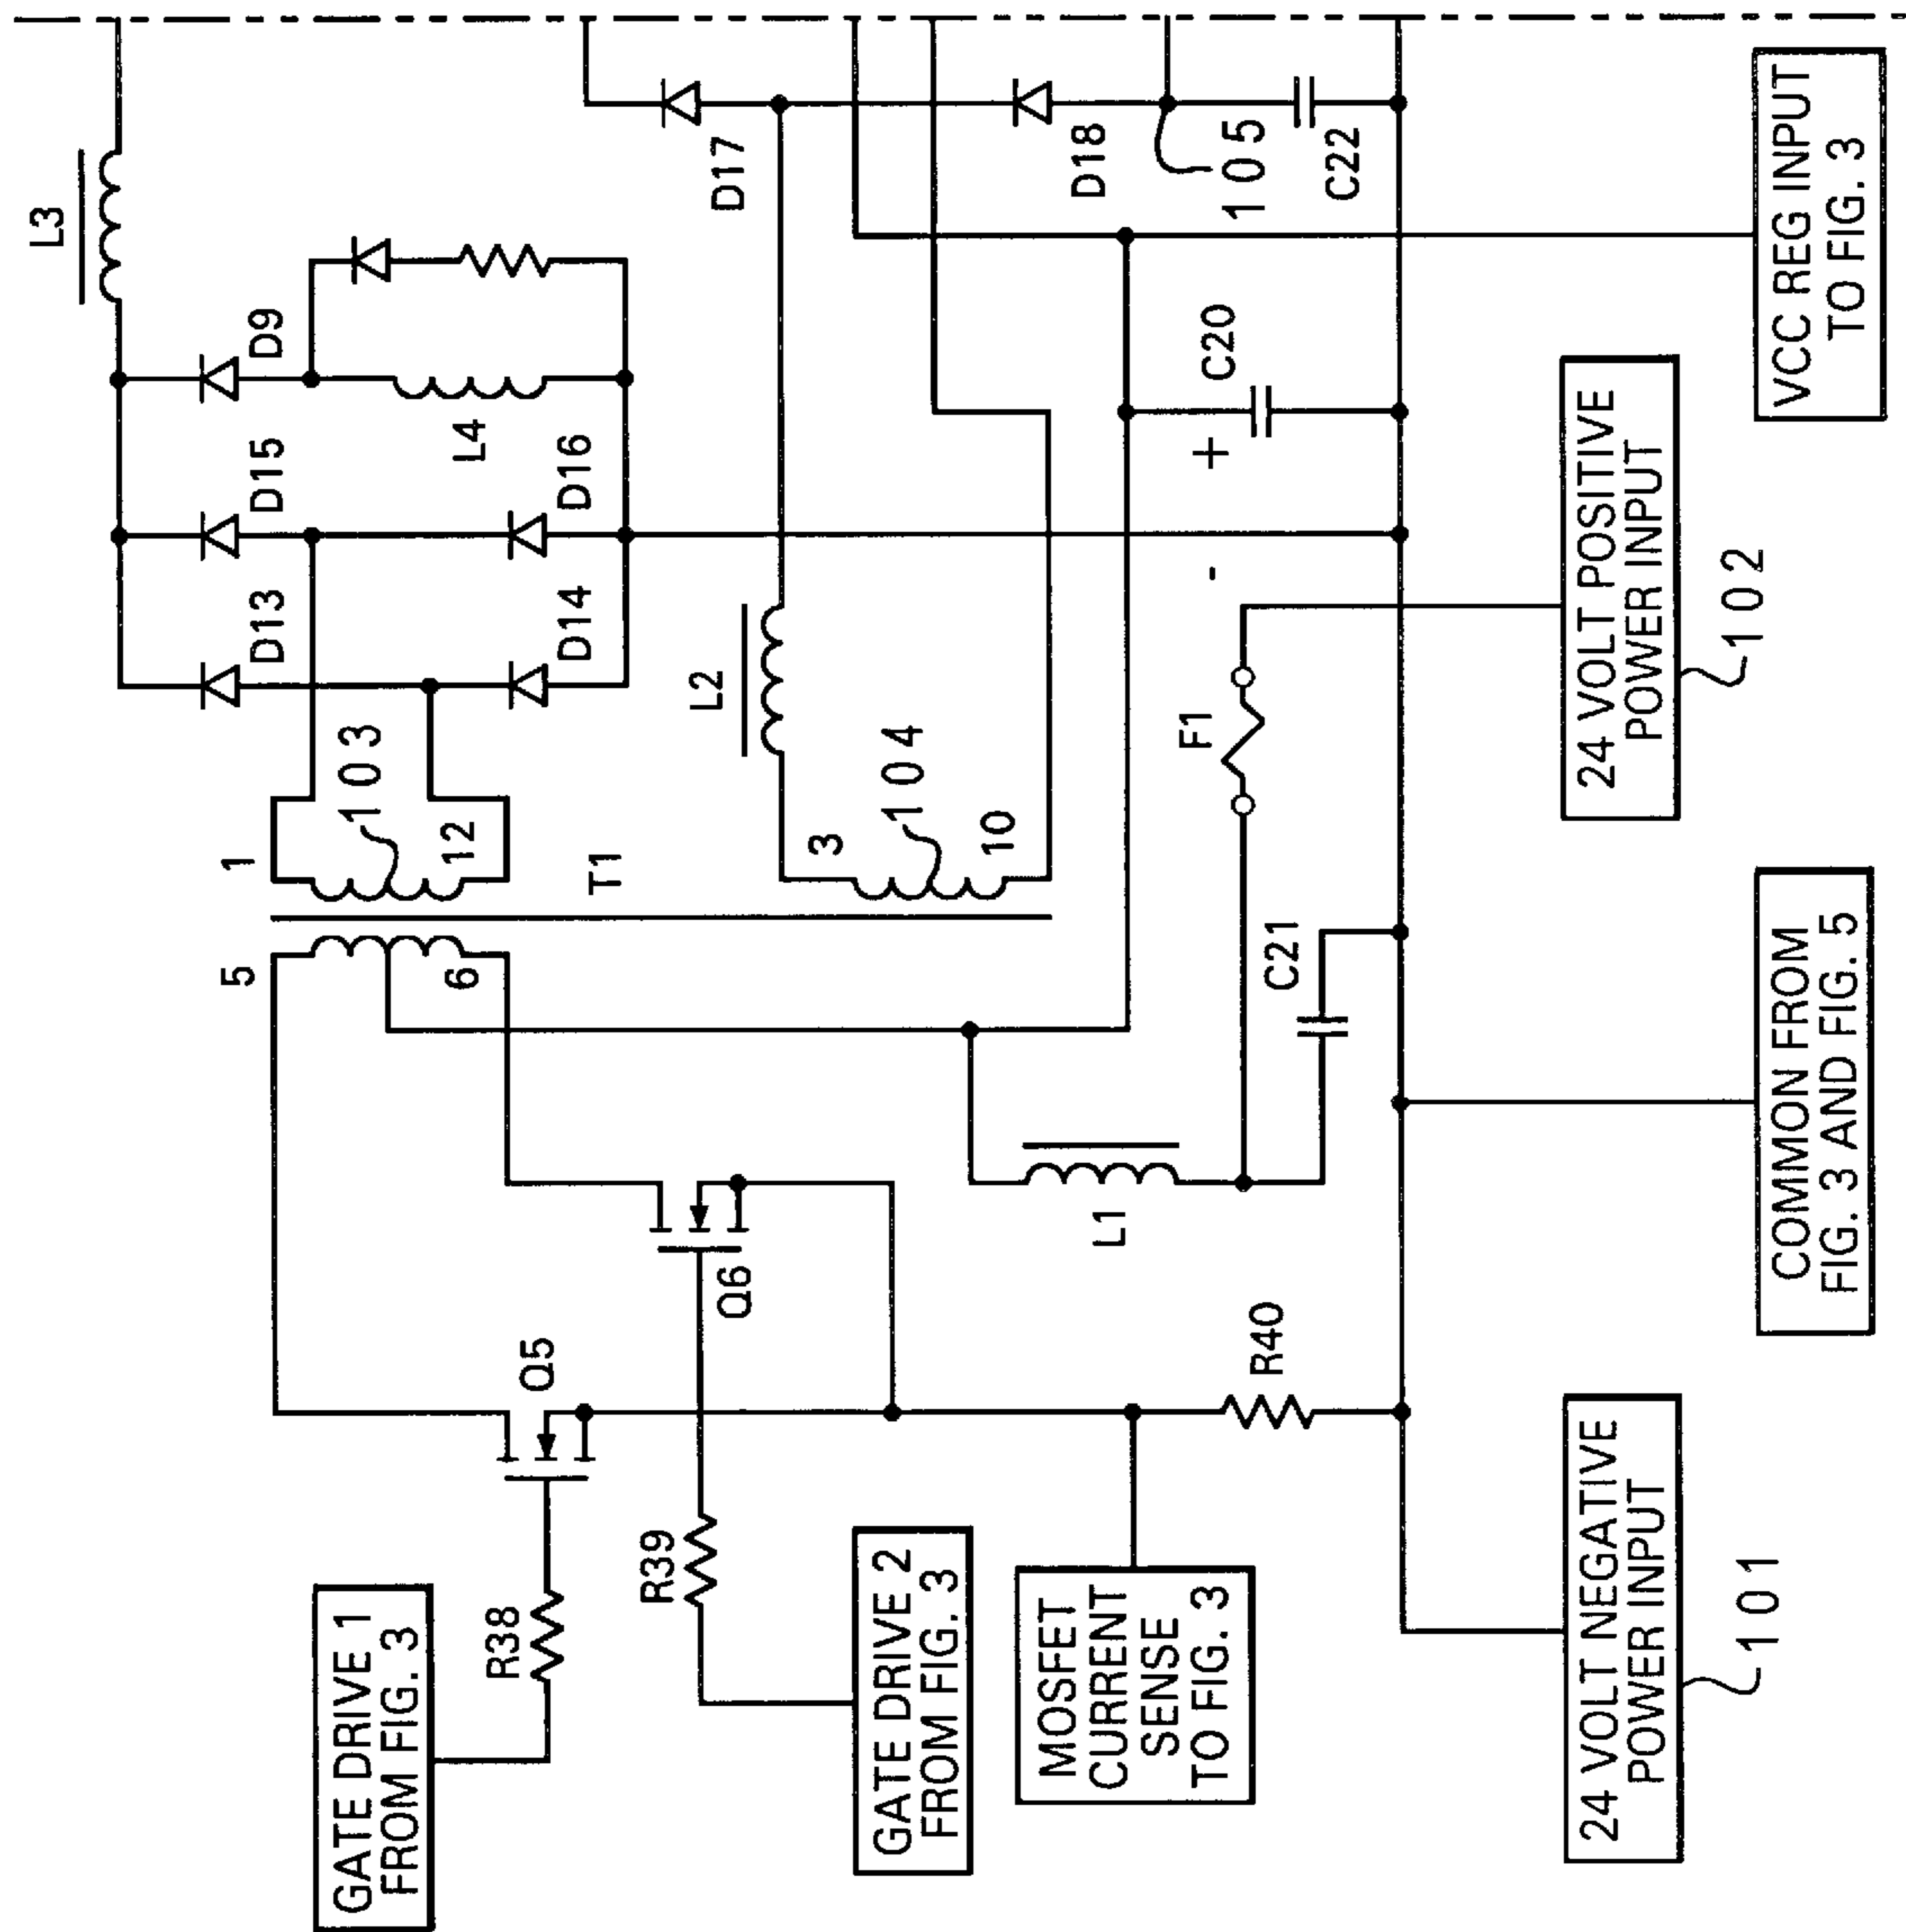 GATE DRIVE 1
FROM FIG. 3
R38
Q5
GATE DRIVE 2
FROM FIG. 3
R39
Q6
MOSFET
CURRENT
SENSE
TO FIG. 3
R40
24 VOLT NEGATIVE
POWER INPUT
101
COMMON FROM
FIG. 3 AND FIG. 5
L1
C21
5
6
T1
1
103
12
3
104
10
L2
F1
24 VOLT POSITIVE
POWER INPUT
102
D13
D14
D15
D16
D9
L4
L3
- +
C20
D17
D18
105
C22
VCC REG INPUT
TO FIG. 3